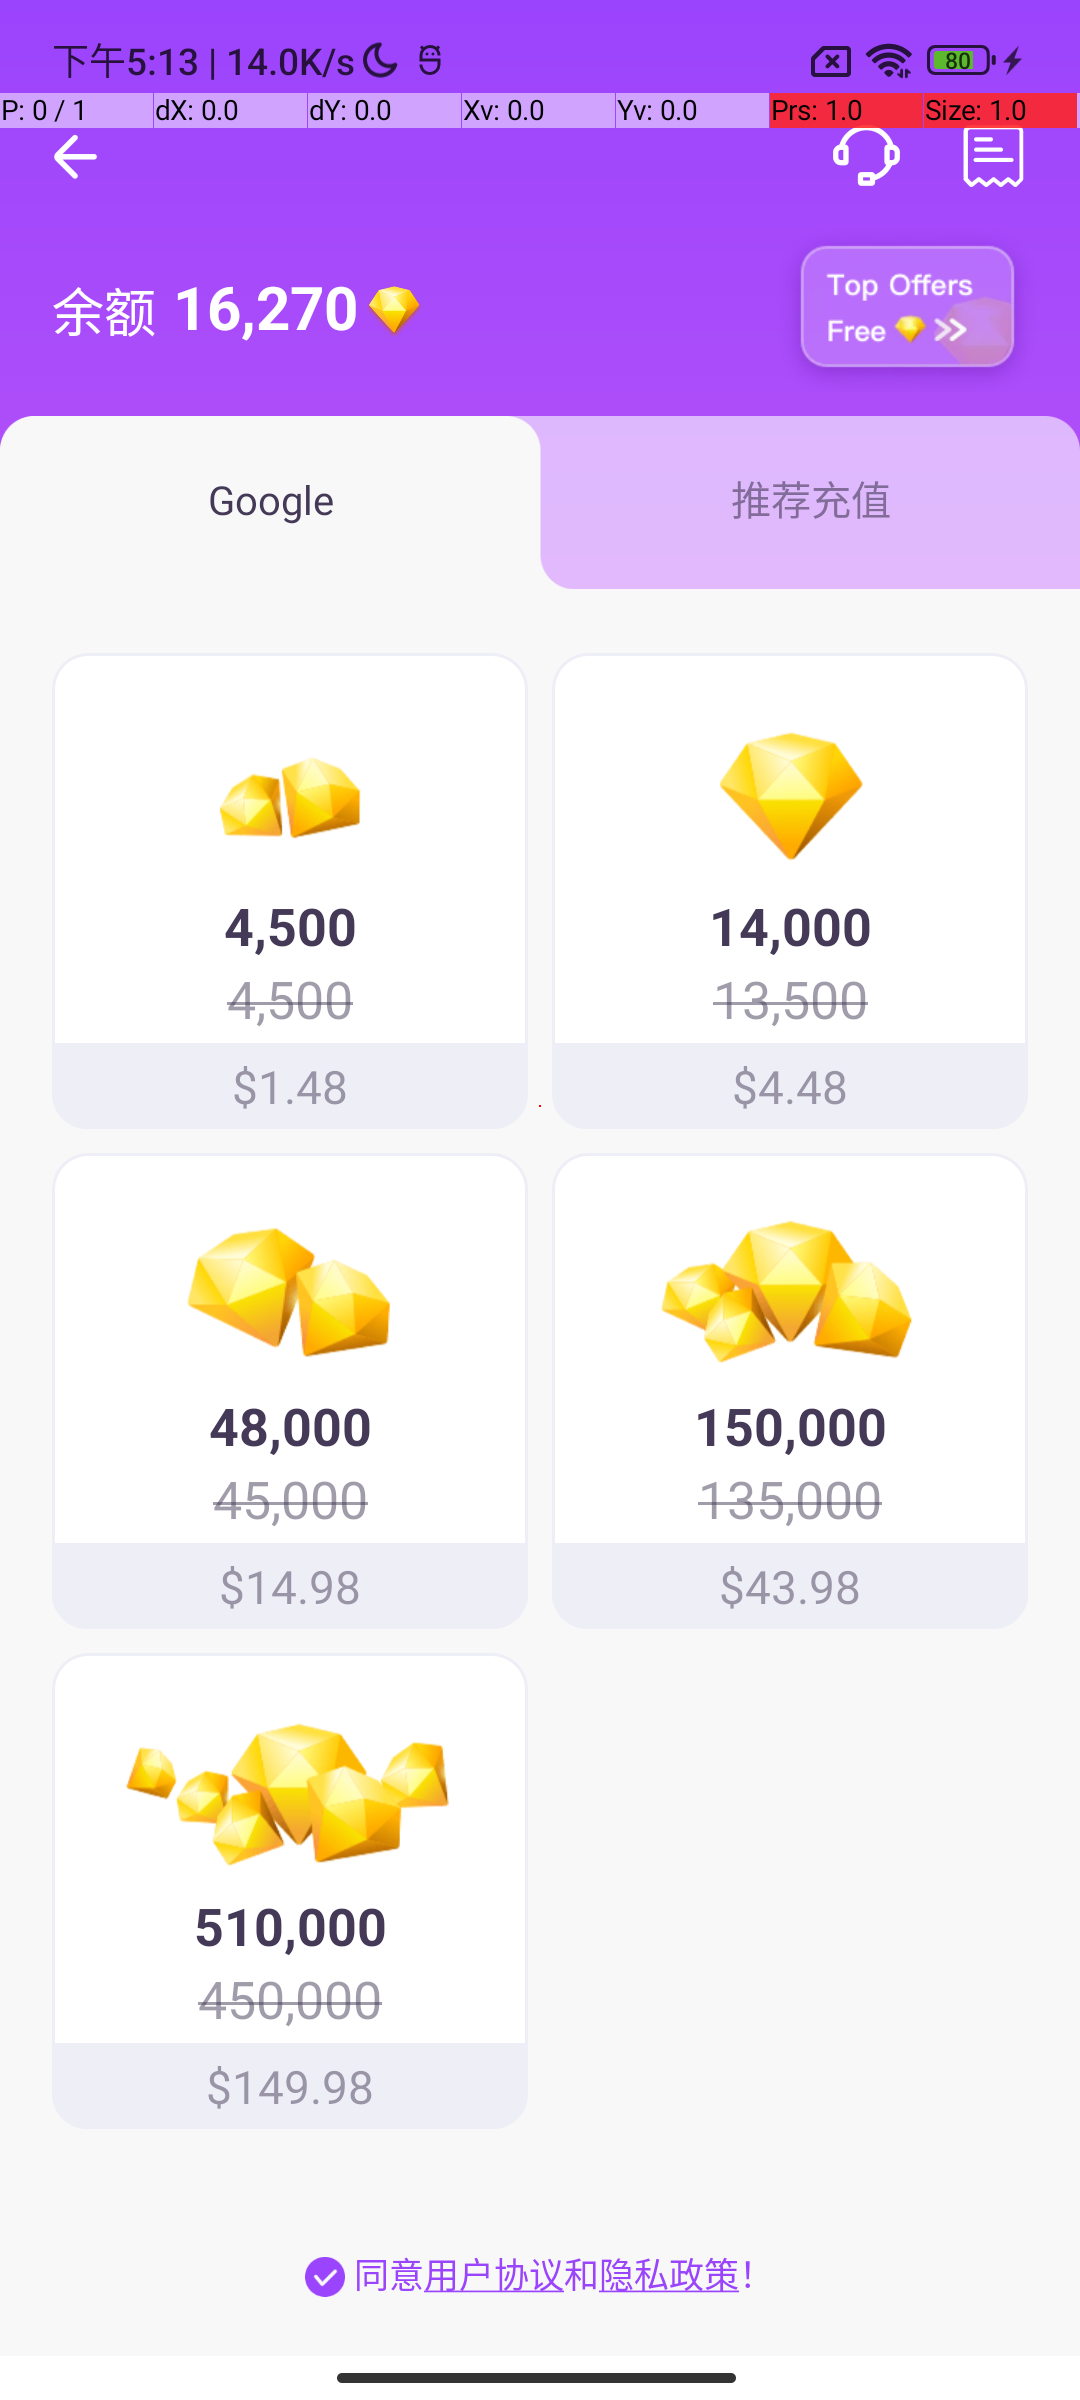 下午5:13 | 14.0K/s
80
P: 0 / 1 dX: 0.0 dY: 0.0 Xv: 0.0 Yv: 0.0 Prs: 1.0 Size: 1.0
余额 16,270
Top Offers
Free
Google
推荐充值
4,500
4,500
$1.48
14,000
13,500
$4.48
48,000
45,000
$14.98
150,000
135,000
$43.98
510,000
450,000
$149.98
同意用户协议和隐私政策！